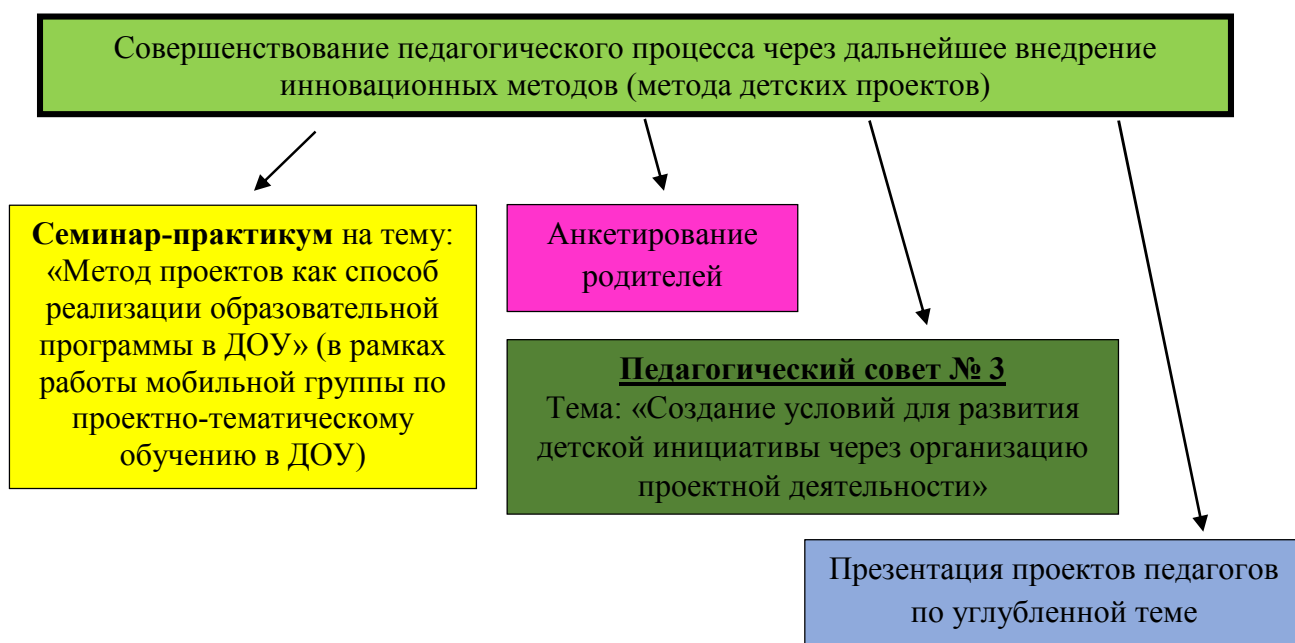 Совершенствование педагогического процесса через дальнейшее внедрение
инновационных методов (метода детских проектов)
Семинар-практикум на тему:
«Метод проектов как способ
реализации образовательной
программы в ДОУ» (в рамках
работы мобильной группы по
проектно-тематическому
обучению в ДОУ)
Анкетирование
родителей
Педагогический совет № 3
Тема: «Создание условий для развития
детской инициативы через организацию
проектной деятельности»
Презентация проектов педагогов
по углубленной теме